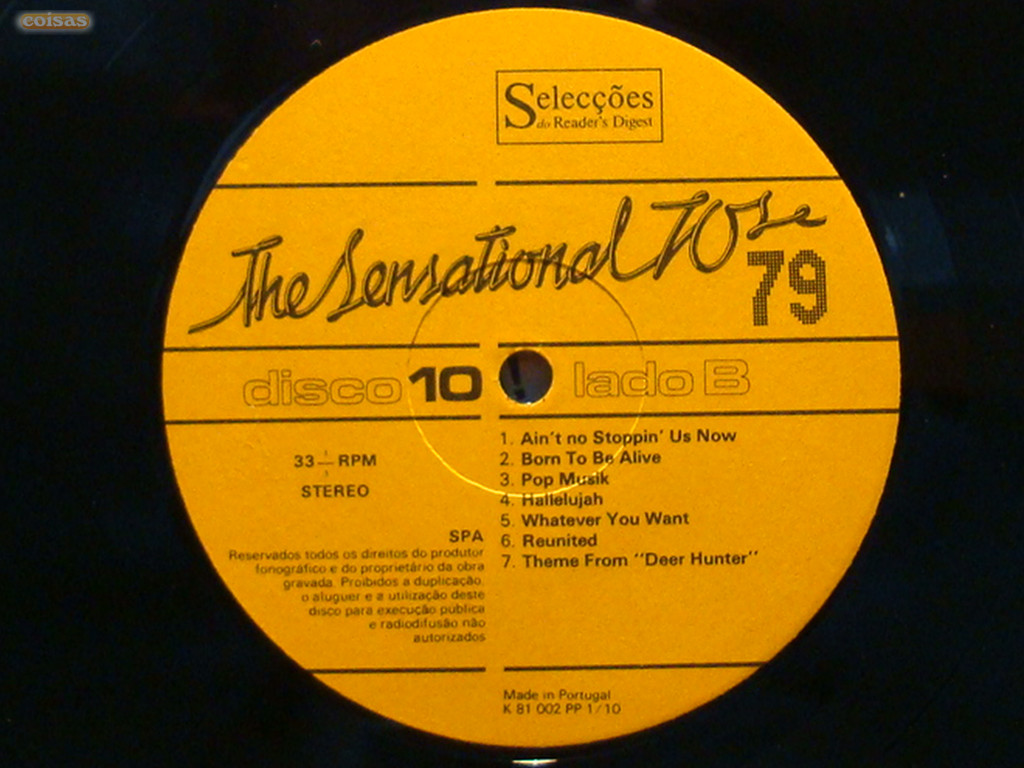 coisas
Selecções
do Reader's Digest
The Sensational 70s
79
disco 10 lado B
33 1/3 RPM
STEREO
1. Ain't no Stoppin' Us Now
2. Born To Be Alive
3. Pop Musik
4. Hallelujah
5. Whatever You Want
6. Reunited
7. Theme From "Deer Hunter"
SPA
Reservados todos os direitos do produtor
fonográfico e do proprietário da obra
gravada. Proibidos a duplicação,
o aluguer e a utilização deste
disco para execução pública
e radiodifusão não
autorizados
Made in Portugal
K 81 002 PP 1/10